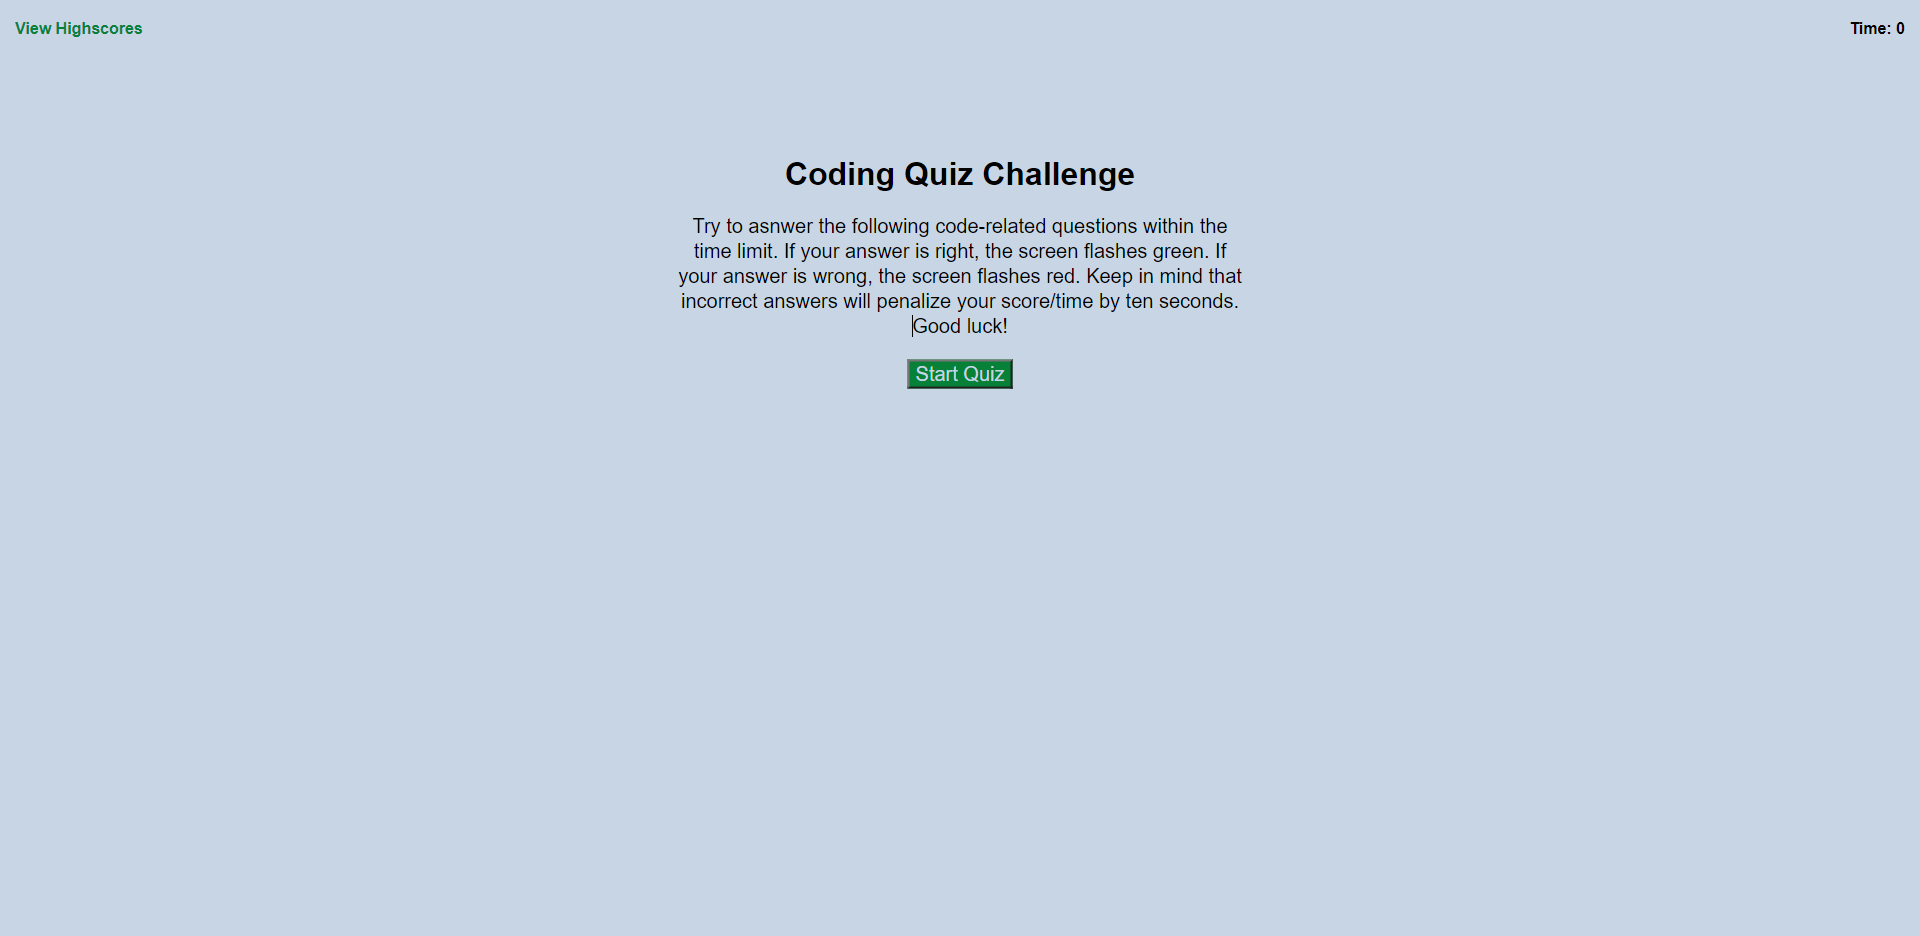 View Highscores
Time: 0
Coding Quiz Challenge
Try to asnwer the following code-related questions within the
time limit. If your answer is right, the screen flashes green. If
your answer is wrong, the screen flashes red. Keep in mind that
incorrect answers will penalize your score/time by ten seconds.
Good luck!
Start Quiz